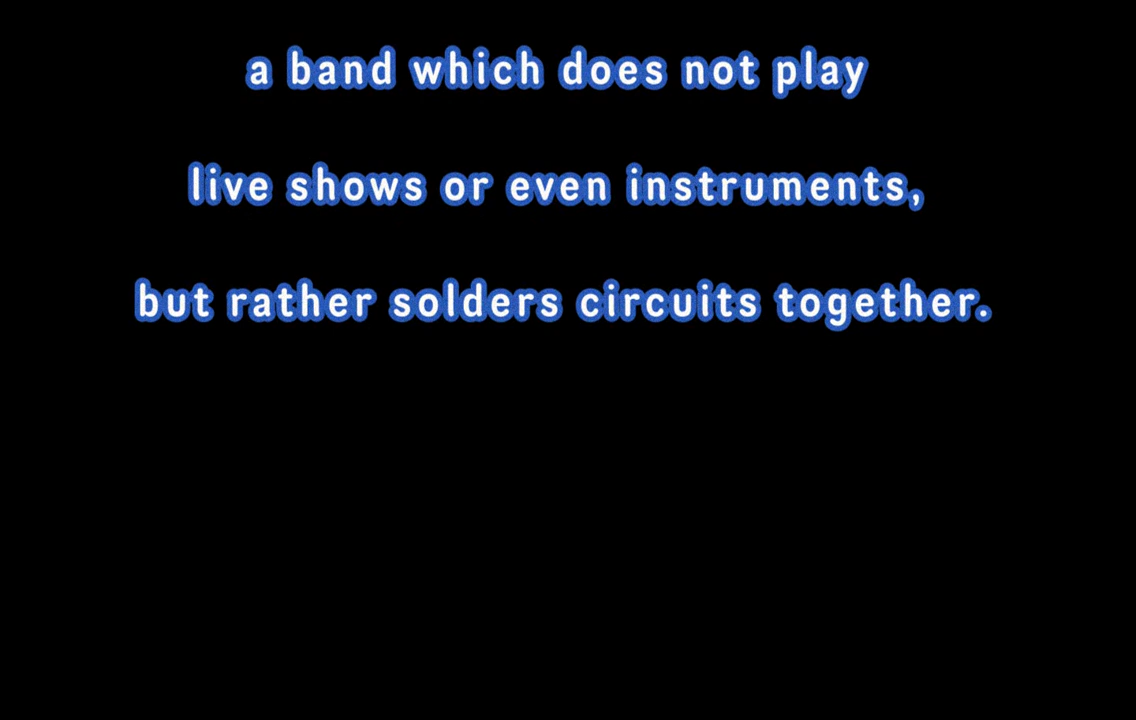 a band which does not play
live shows or even instruments,
but rather solders circuits together.